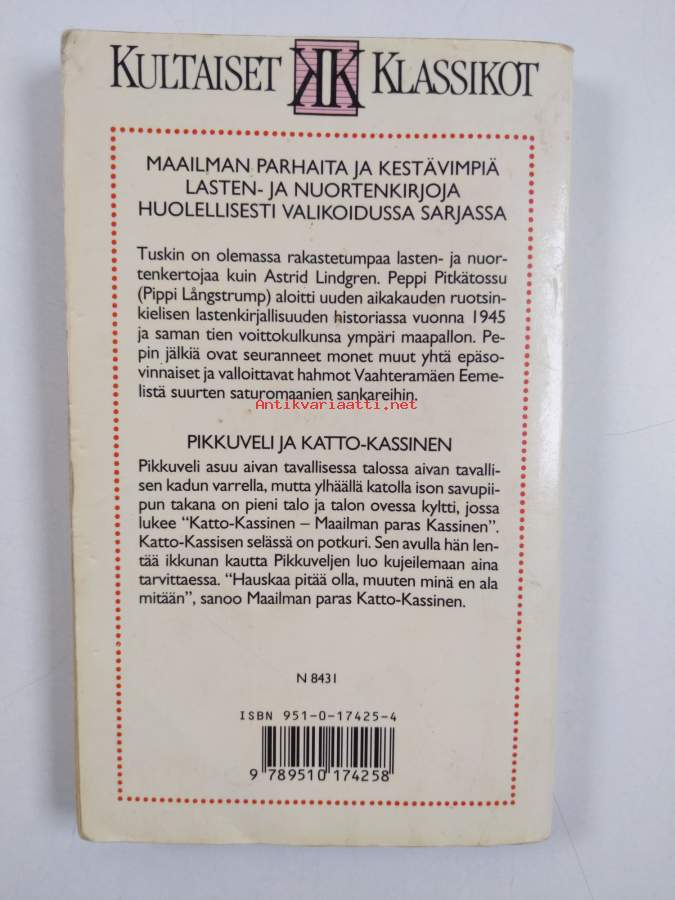 KULTAISET KK KLASSIKOT
MAAILMAN PARHAITA JA KESTÄVIMPIÄ
LASTEN- JA NUORTENKIRJOJA
HUOLELLISESTI VALIKOIDUSSA SARJASSA
Tuskin on olemassa rakastetumpaa lasten- ja nuor-
tenkertojaa kuin Astrid Lindgren. Peppi Pitkätossu
(Pippi Långstrump) aloitti uuden aikakauden ruotsin-
kielisen lastenkirjallisuuden historiassa vuonna 1945
ja saman tien voittokulkunsa ympäri maapallon. Pe-
pin jälkiä ovat seuranneet monet muut yhtä epäso-
vinnaiset ja valloittavat hahmot Vaahteramäen Eeme-
listä suurten saturomaanien sankareihin.
Antikvariaatti.net
PIKKUVELI JA KATTO-KASSINEN
Pikkuveli asuu aivan tavallisessa talossa aivan tavalli-
sen kadun varrella, mutta ylhäällä katolla ison savupii-
pun takana on pieni talo ja talon ovessa kyltti, jossa
lukee “Katto-Kassinen – Maailman paras Kassinen”.
Katto-Kassisen selässä on potkuri. Sen avulla hän len-
tää ikkunan kautta Pikkuveljen luo kujeilemaan aina
tarvittaessa. “Hauskaa pitää olla, muuten minä en ala
mitään”, sanoo Maailman paras Katto-Kassinen.
N 8431
ISBN 951-0-17425-4
9 789510 174258